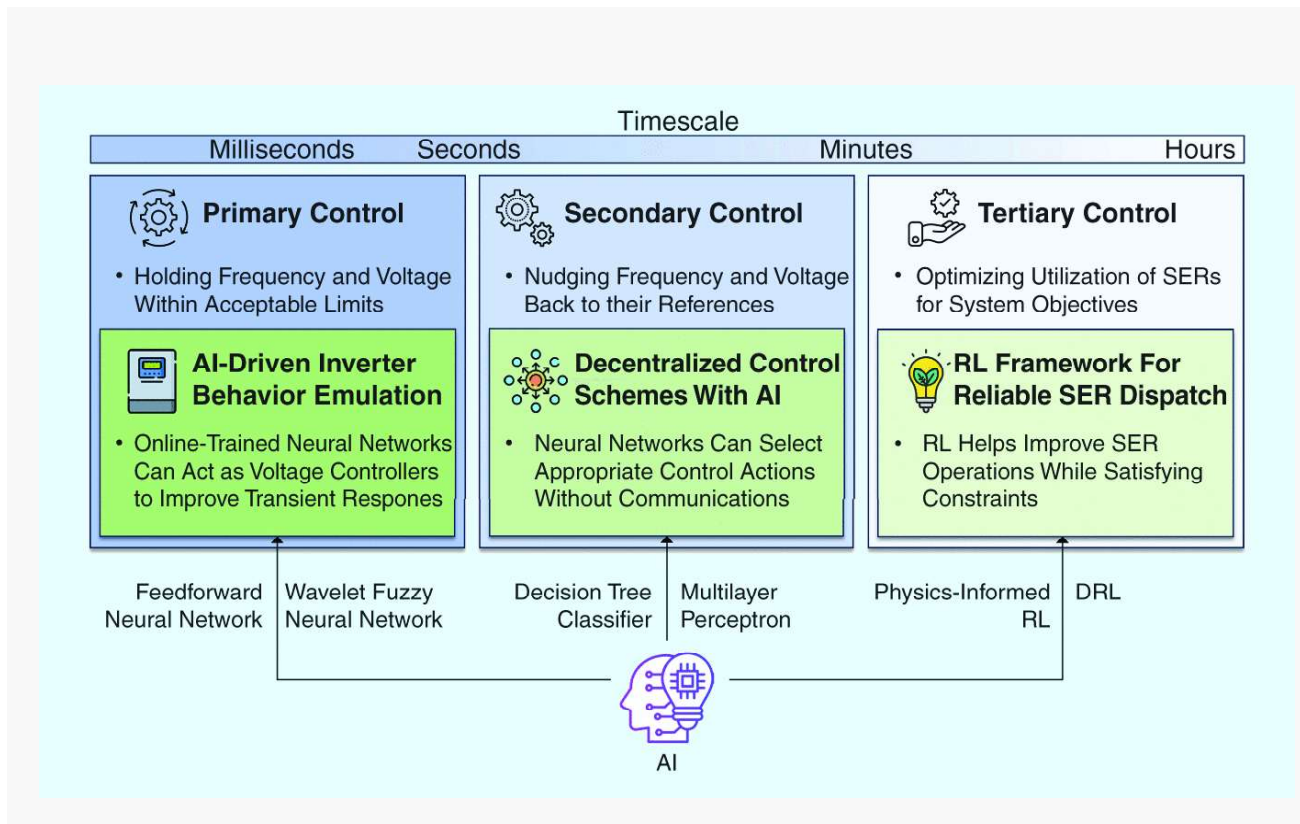 Timescale
Milliseconds Seconds Minutes Hours
Primary Control
• Holding Frequency and Voltage
Within Acceptable Limits
AI-Driven Inverter
Behavior Emulation
• Online-Trained Neural Networks
Can Act as Voltage Controllers
to Improve Transient Respones
Secondary Control
• Nudging Frequency and Voltage
Back to their References
Decentralized Control
Schemes With AI
• Neural Networks Can Select
Appropriate Control Actions
Without Communications
Tertiary Control
• Optimizing Utilization of SERs
for System Objectives
RL Framework For
Reliable SER Dispatch
• RL Helps Improve SER
Operations While Satisfying
Constraints
Feedforward
Neural Network
Wavelet Fuzzy
Neural Network
Decision Tree
Classifier
Multilayer
Perceptron
Physics-Informed
RL
DRL
AI